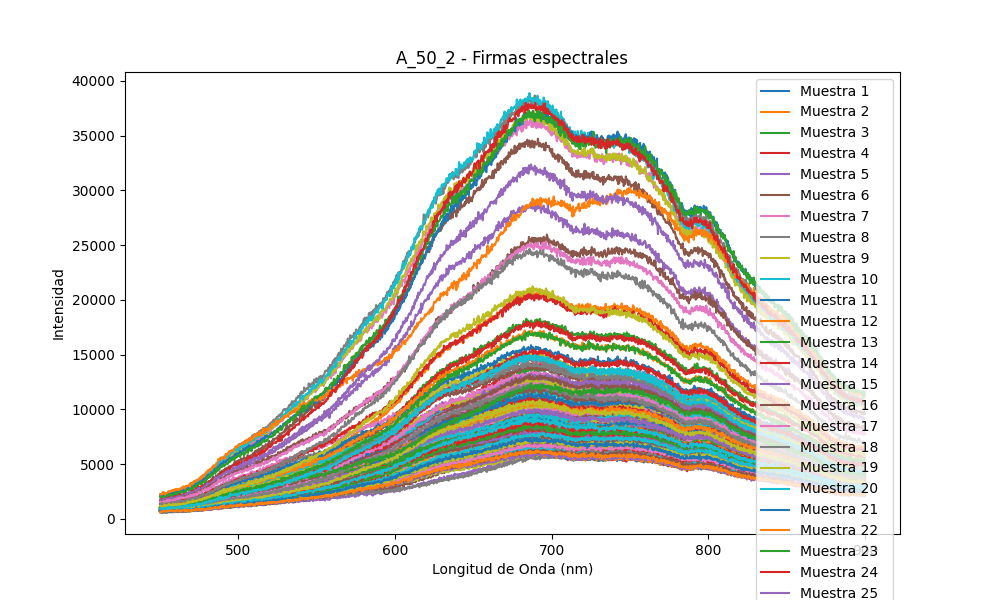 A_50_2 - Firmas espectrales
Intensidad
40000
35000
30000
25000
20000
15000
10000
5000
0
500
600
700
800
Longitud de Onda (nm)
Muestra 1
Muestra 2
Muestra 3
Muestra 4
Muestra 5
Muestra 6
Muestra 7
Muestra 8
Muestra 9
Muestra 10
Muestra 11
Muestra 12
Muestra 13
Muestra 14
Muestra 15
Muestra 16
Muestra 17
Muestra 18
Muestra 19
Muestra 20
Muestra 21
Muestra 22
Muestra 23
Muestra 24
Muestra 25